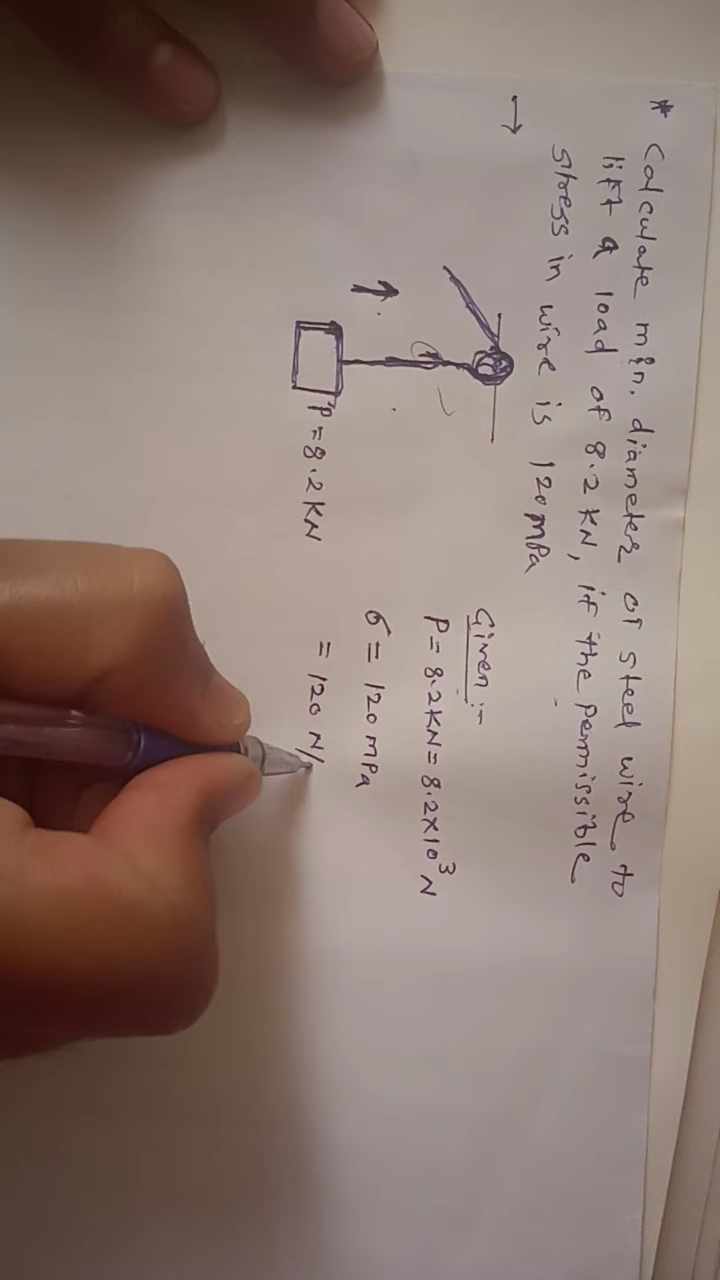 * Calculate min. diameter of steel wire to
lift a load of 8.2 KN, if the permissible
stress in wire is 120 mPa
→
P = 8.2 KN
Given :-
P = 8.2 KN = 8.2 x 10³ N
σ = 120 mPa
= 120 N/